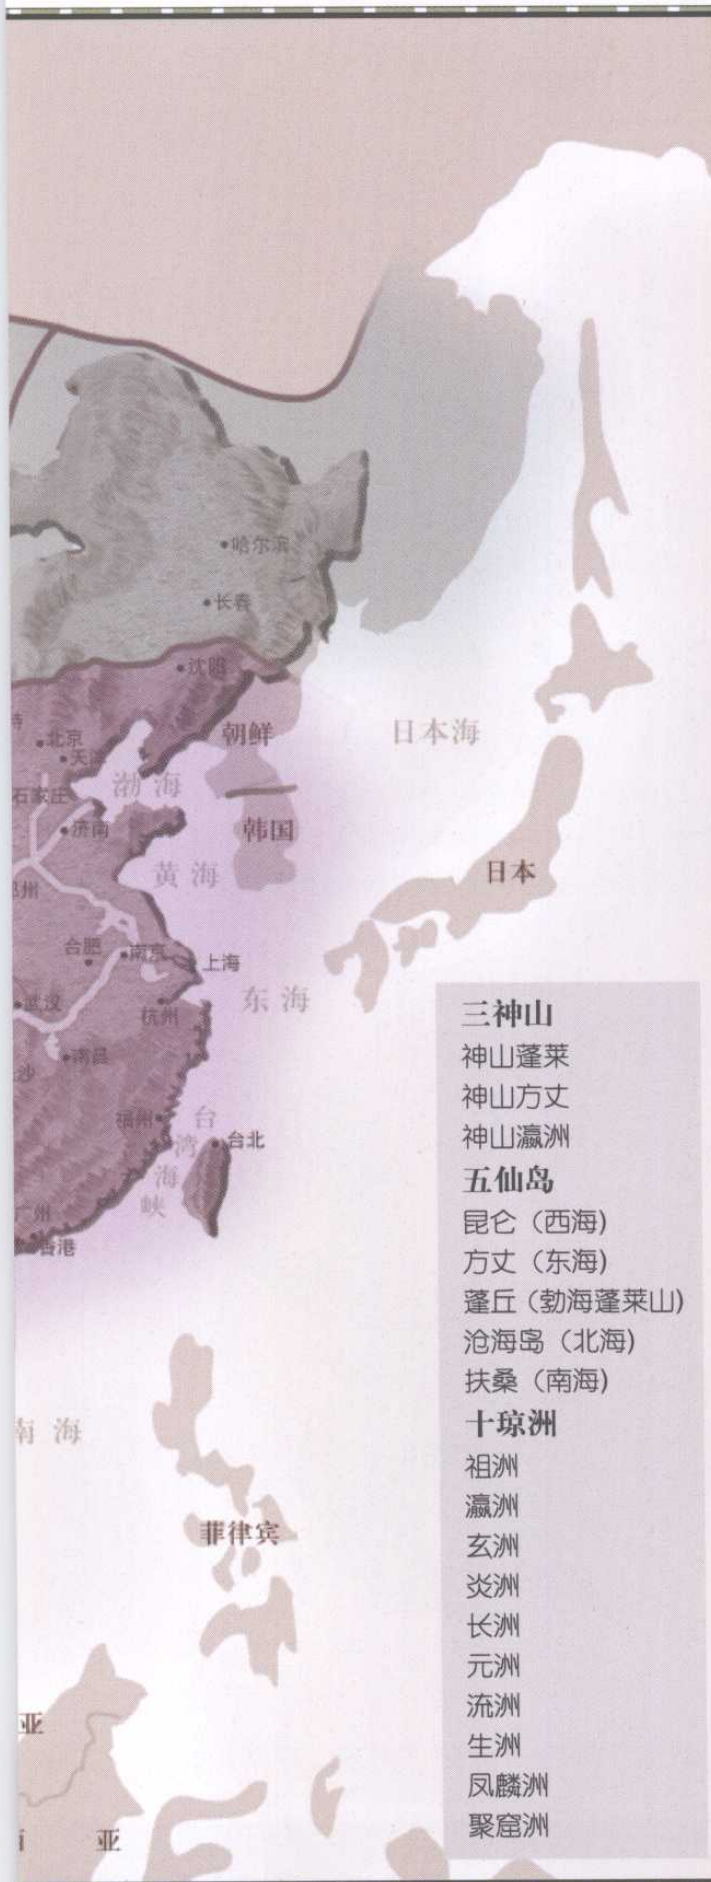 哈尔滨
长春
沈阳
朝鲜
日本海
北京
天津
渤海
石家庄
韩国
济南
黄海
日本
郑州
合肥
南京
上海
东海
武汉
杭州
南昌
沙
福州
台湾海峡
台北
广州
香港
南海
菲律宾
亚
亚
三神山
神山蓬莱
神山方丈
神山瀛洲
五仙岛
昆仑（西海）
方丈（东海）
蓬丘（勃海蓬莱山）
沧海岛（北海）
扶桑（南海）
十琼洲
祖洲
瀛洲
玄洲
炎洲
长洲
元洲
流洲
生洲
凤麟洲
聚窟洲